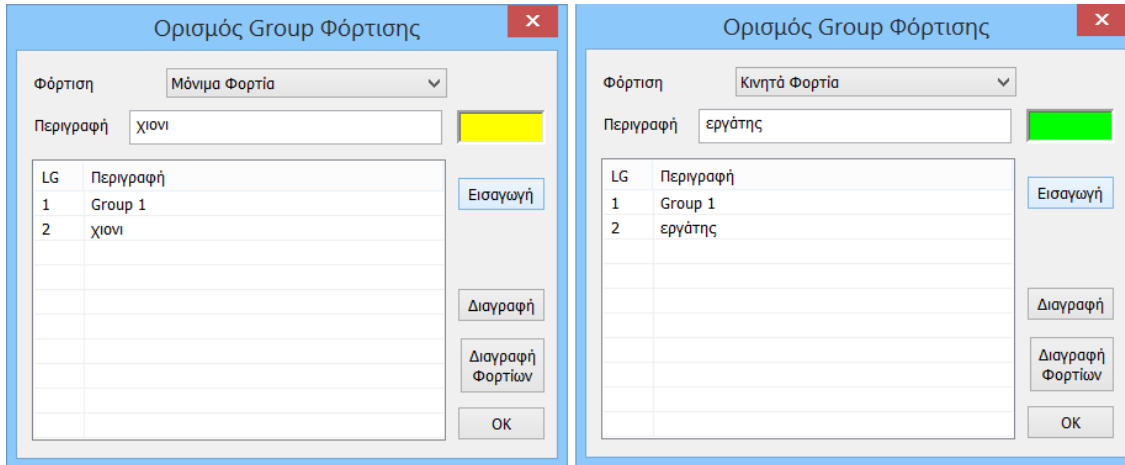 Ορισμός Group Φόρτισης
Φόρτιση Μόνιμα Φορτία
Περιγραφή χιονι
LG Περιγραφή
1 Group 1
2 χιονι
Εισαγωγή
Διαγραφή
Διαγραφή
Φορτίων
OK
Ορισμός Group Φόρτισης
Φόρτιση Κινητά Φορτία
Περιγραφή εργάτης
LG Περιγραφή
1 Group 1
2 εργάτης
Εισαγωγή
Διαγραφή
Διαγραφή
Φορτίων
OK